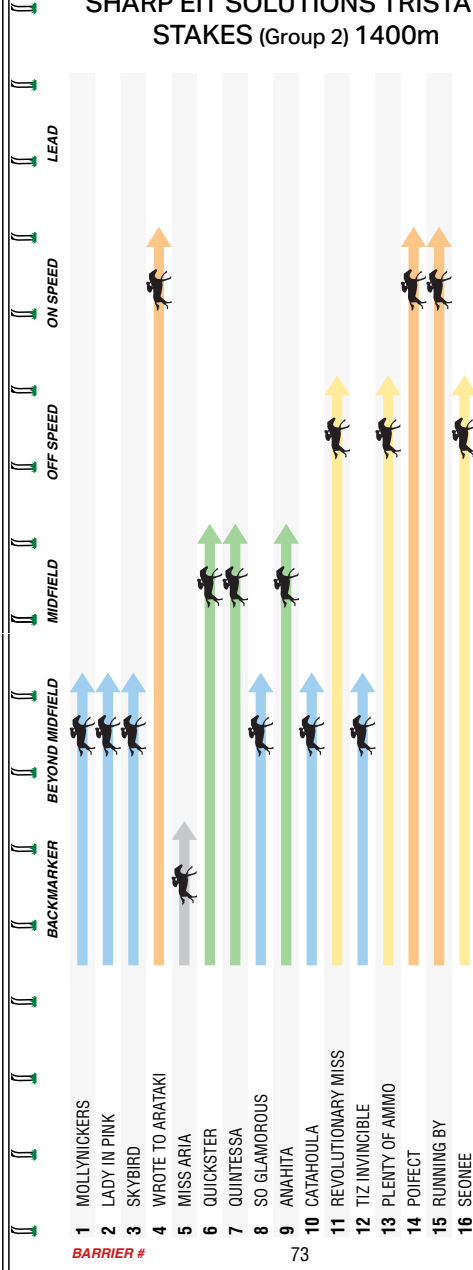 SHARP EIT SOLUTIONS TRISTA
STAKES (Group 2) 1400m
LEAD
ON SPEED
OFF SPEED
MIDFIELD
BEYOND MIDFIELD
BACKMARKER
1 MOLLYNICKERS
2 LADY IN PINK
3 SKYBIRD
4 WROTE TO ARATAKI
5 MISS ARIA
6 QUICKSTER
7 QUINTESSA
8 SO GLAMOROUS
9 ANAHITA
10 CATAHOULA
11 REVOLUTIONARY MISS
12 TIZ INVINCIBLE
13 PLENTY OF AMMO
14 POIFECT
15 RUNNING BY
16 SEONEE
BARRIER #
73